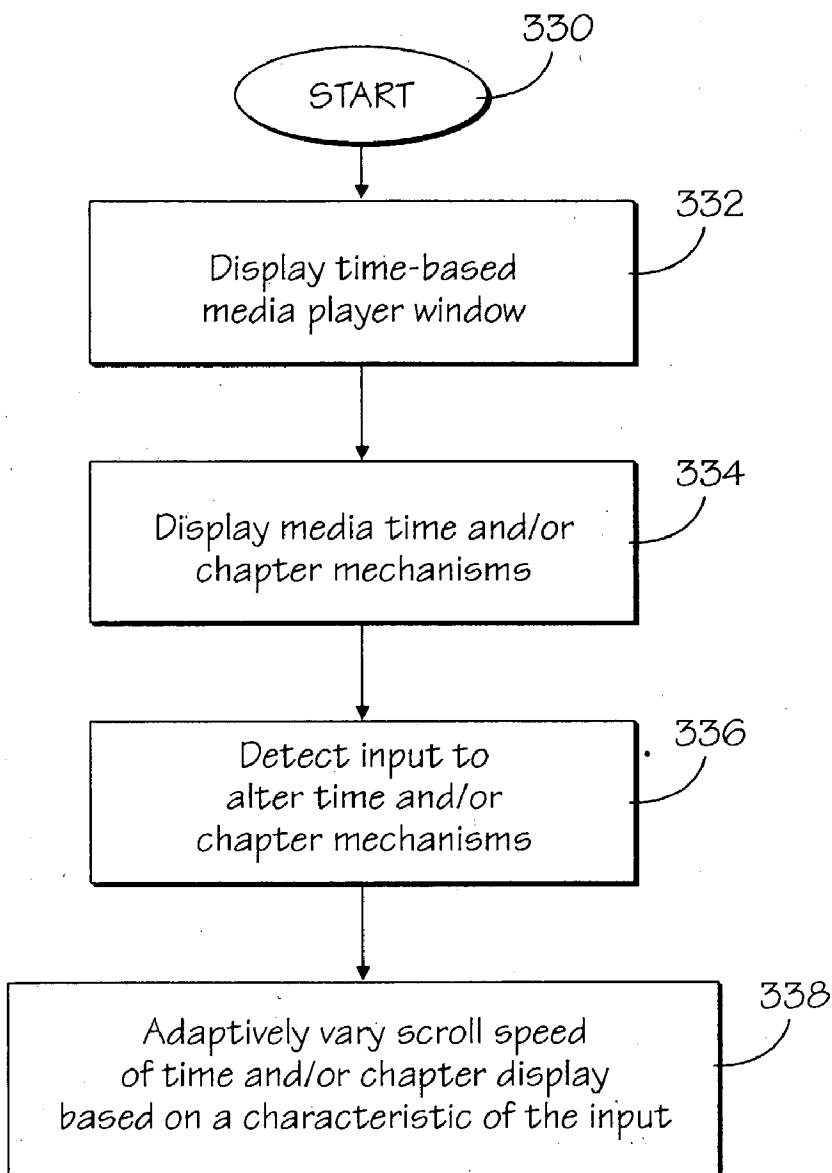 330
START
332
Display time-based
media player window
334
Display media time and/or
chapter mechanisms
336
Detect input to
alter time and/or
chapter mechanisms
338
Adaptively vary scroll speed
of time and/or chapter display
based on a characteristic of the input